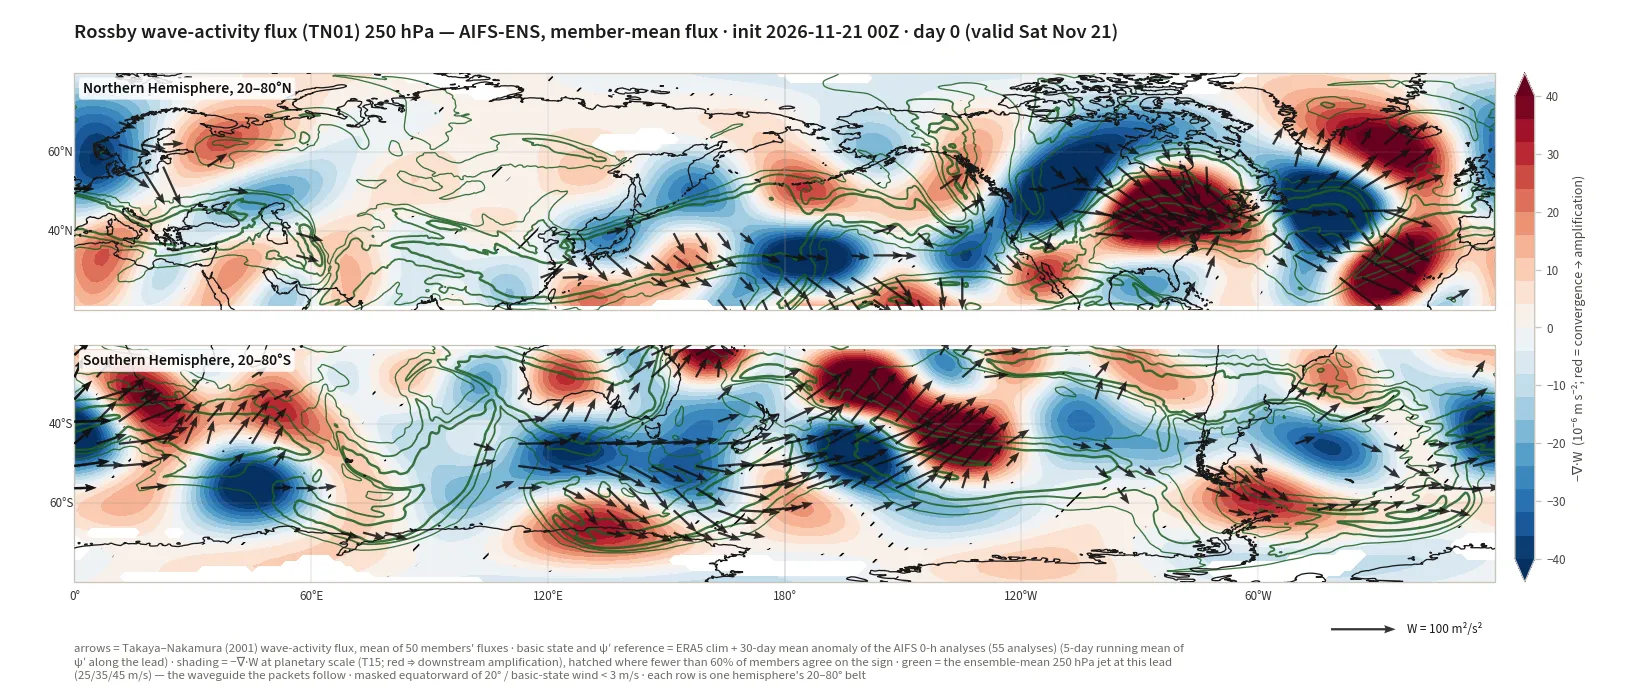 Rossby wave-activity flux (TN01) 250 hPa — AIFS-ENS, member-mean flux · init 2026-11-21 00Z · day 0 (valid Sat Nov 21)
Northern Hemisphere, 20–80°N
60°N
40°N
Southern Hemisphere, 20–80°S
40°S
60°S
0°
60°E
120°E
180°
120°W
60°W
40
30
20
10
0
−10
−20
−30
−40
−∇·W (10⁻⁶ m s⁻²; red = convergence → amplification)
W = 100 m²/s²
arrows = Takaya–Nakamura (2001) wave-activity flux, mean of 50 members' fluxes · basic state and ψ' reference = ERA5 clim + 30-day mean anomaly of the AIFS 0-h analyses (55 analyses) (5-day running mean of
ψ' along the lead) · shading = −∇·W at planetary scale (T15; red ⇒ downstream amplification), hatched where fewer than 60% of members agree on the sign · green = the ensemble-mean 250 hPa jet at this lead
(25/35/45 m/s) — the waveguide the packets follow · masked equatorward of 20° / basic-state wind < 3 m/s · each row is one hemisphere's 20–80° belt